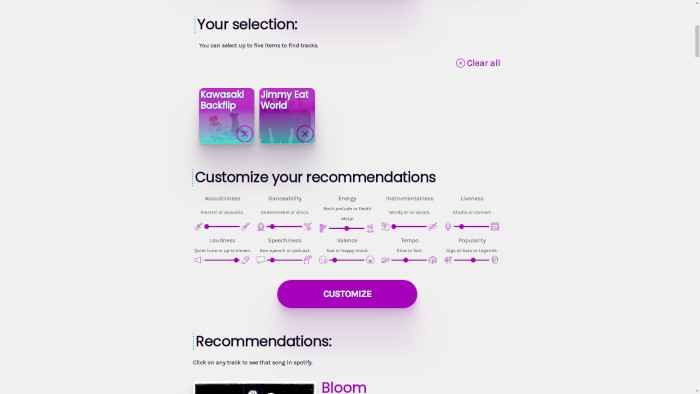 Your selection:
You can select up to five items to find tracks.
Clear all
Kawasaki
Backflip
Jimmy Eat
World
Customize your recommendations
Acousticness
Danceability
Energy
Instrumentalness
Liveness
Electric or acoustic.
Undanceable or disco.
Bach prelude or Death
Metal
Wordy or no vocals.
Studio or concert.
Loudness
Speechiness
Valence
Tempo
Popularity
Quiet tune or up to eleven.
Non-speech or podcast.
Sad or happy mood.
Slow or fast.
Gigs at bars or Legends.
CUSTOMIZE
Recommendations:
Click on any track to see that song in spotify.
Bloom